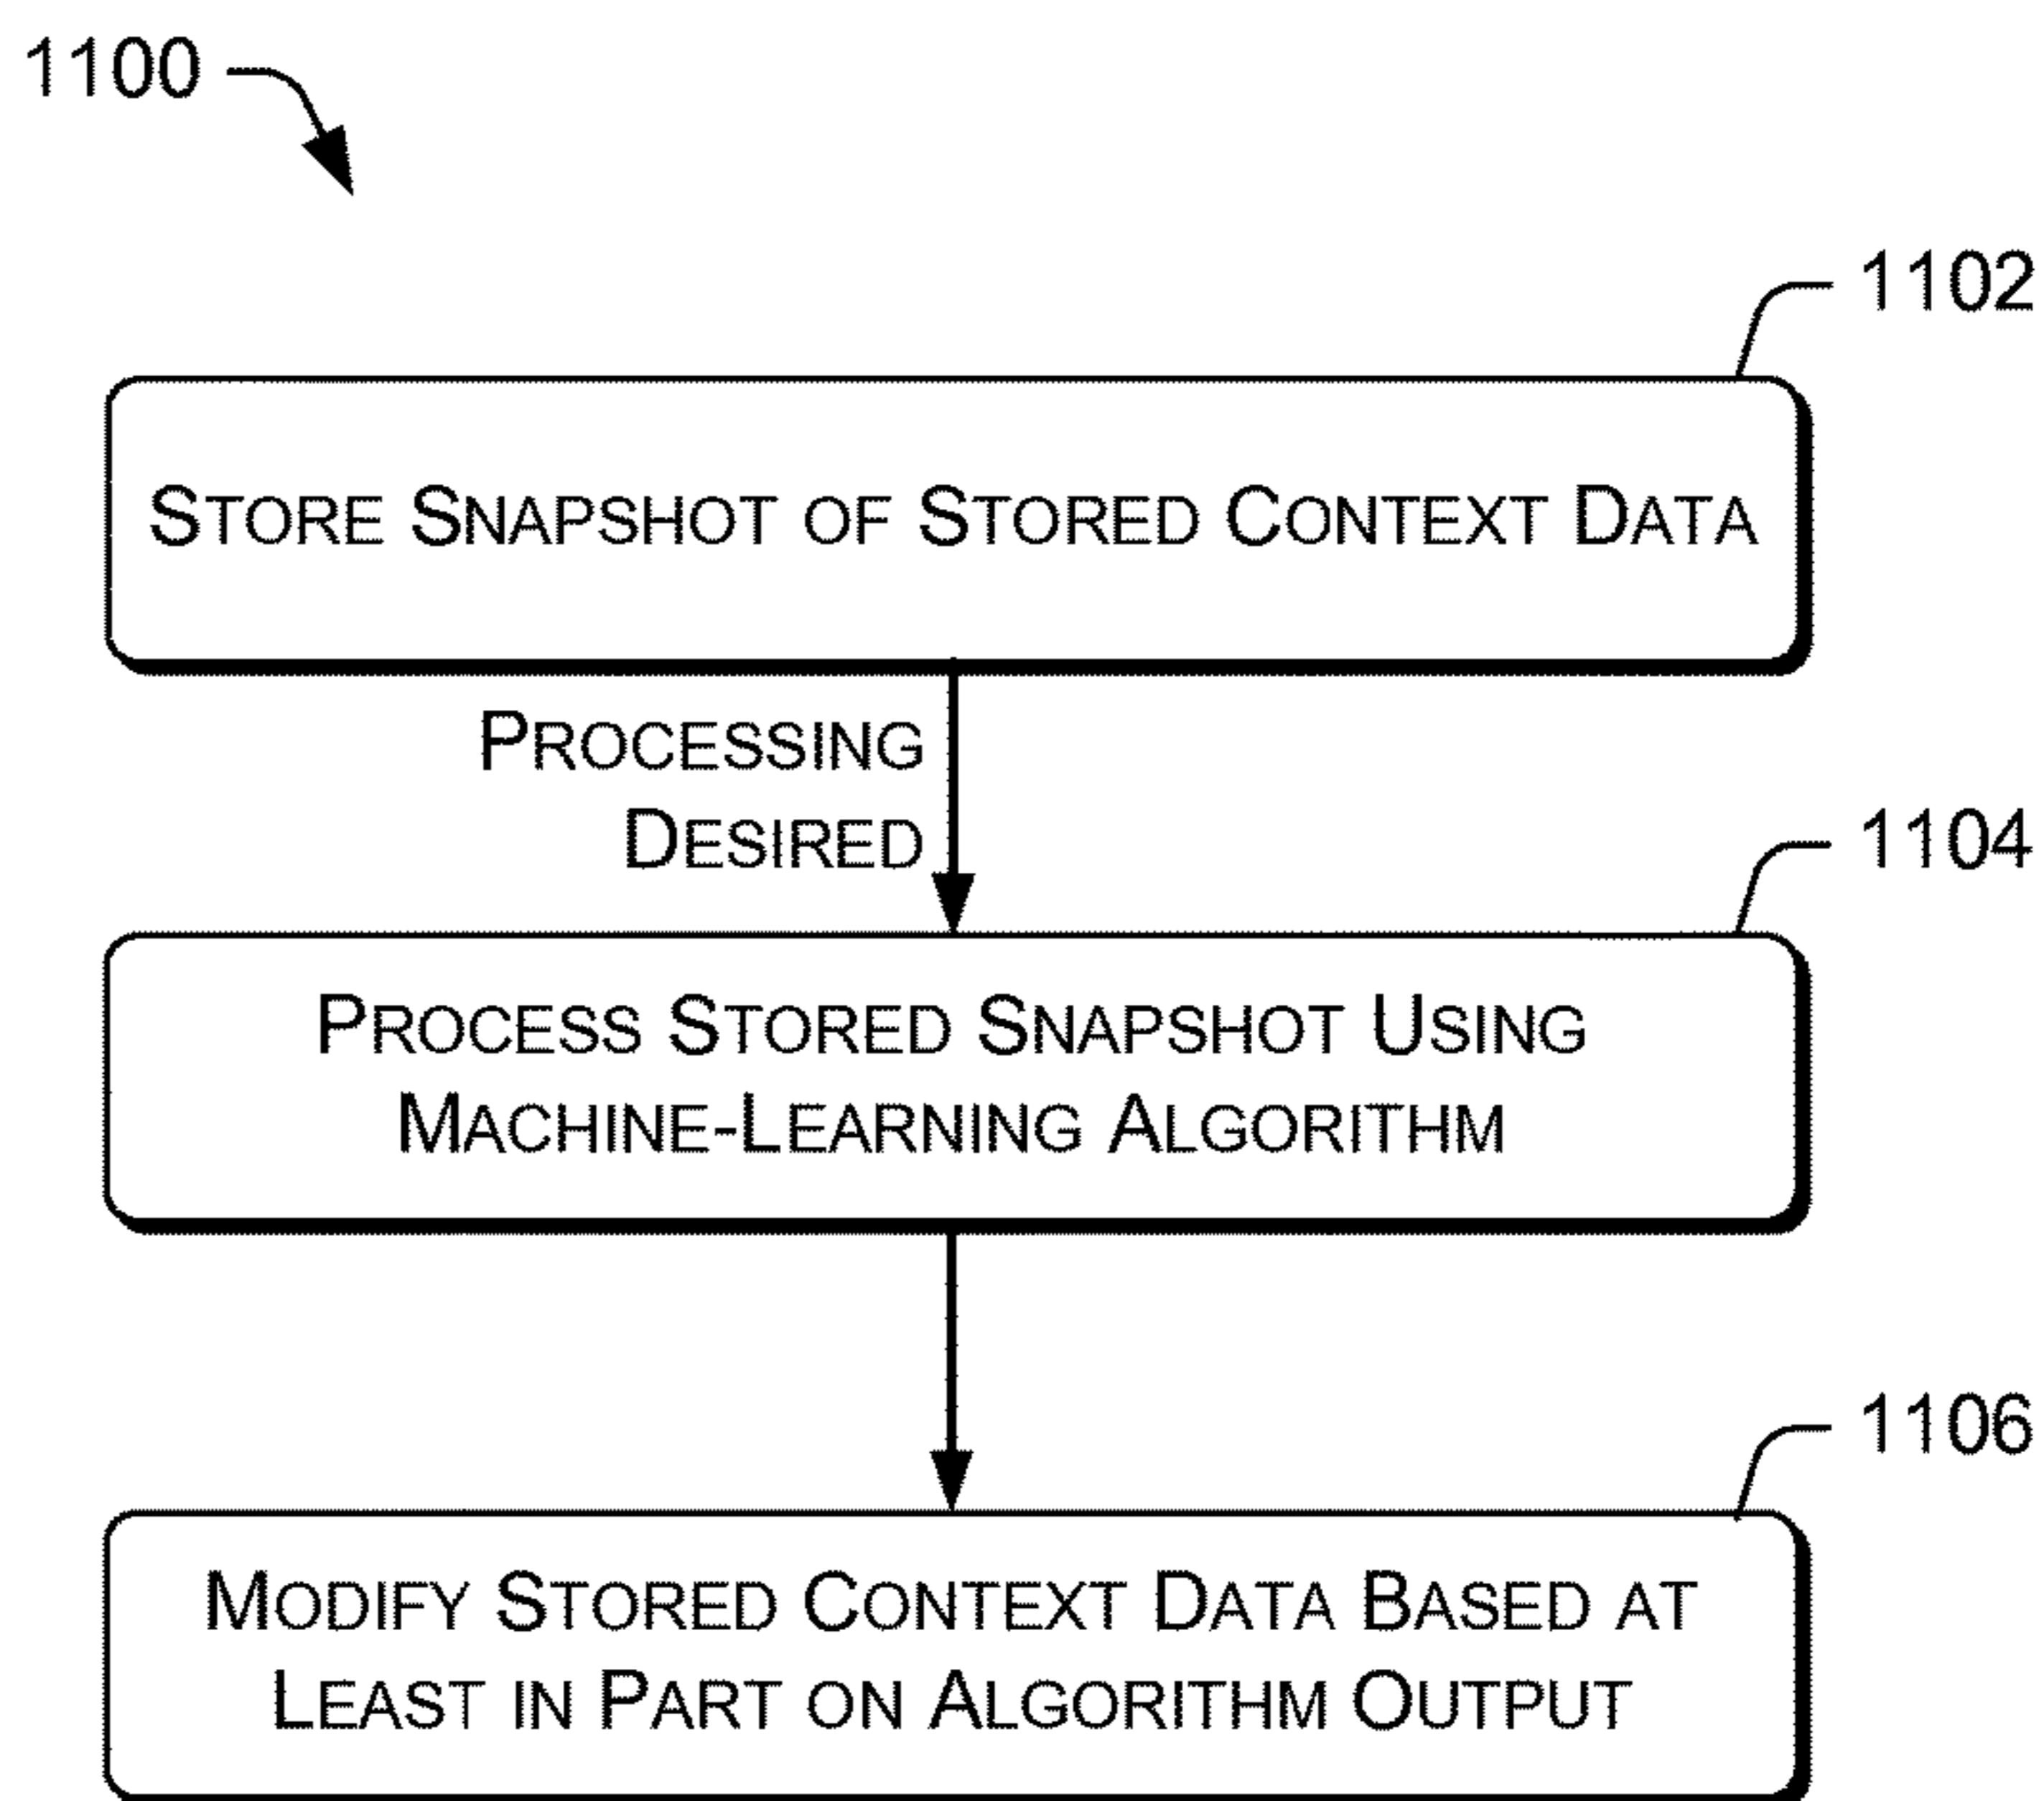 1100
1102
STORE SNAPSHOT OF STORED CONTEXT DATA
PROCESSING
DESIRED
1104
PROCESS STORED SNAPSHOT USING
MACHINE-LEARNING ALGORITHM
1106
MODIFY STORED CONTEXT DATA BASED AT
LEAST IN PART ON ALGORITHM OUTPUT